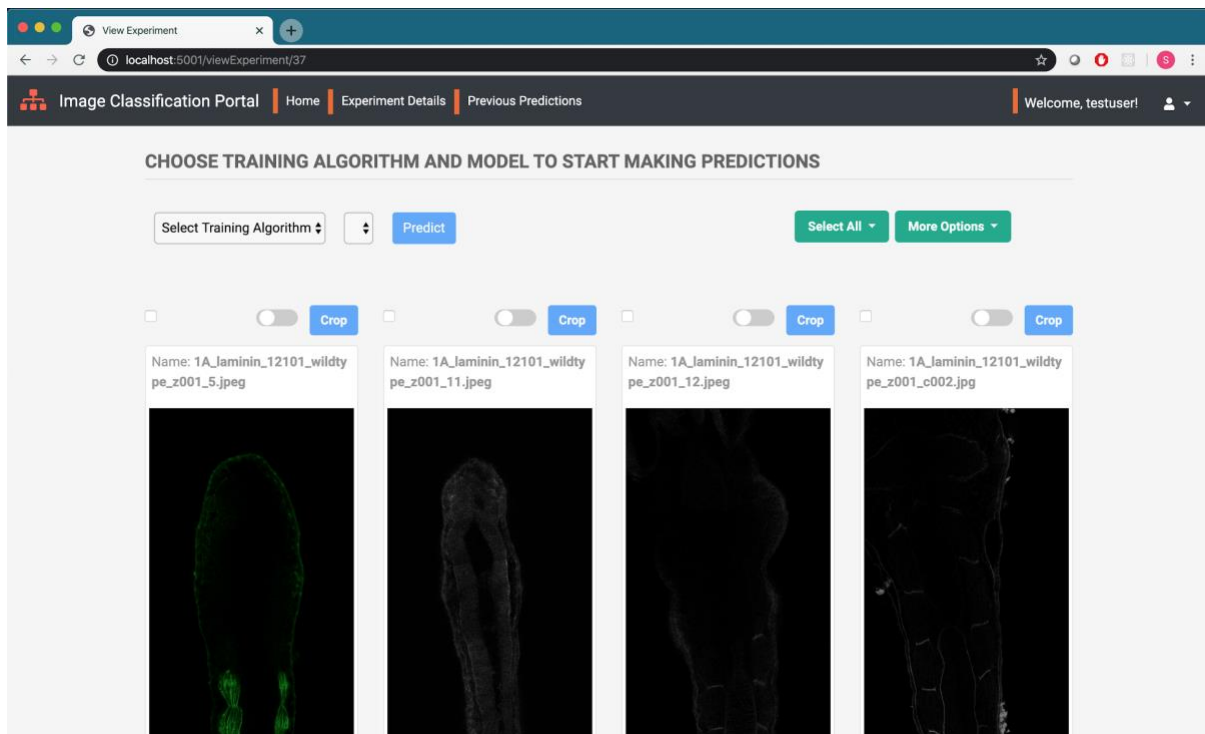 View Experiment
localhost:5001/viewExperiment/37
S
Image Classification Portal Home Experiment Details Previous Predictions Welcome, testuser!
CHOOSE TRAINING ALGORITHM AND MODEL TO START MAKING PREDICTIONS
Select Training Algorithm Predict Select All More Options
Crop Crop Crop Crop
Name: 1A_laminin_12101_wildty
pe_z001_5.jpeg
Name: 1A_laminin_12101_wildty
pe_z001_11.jpeg
Name: 1A_laminin_12101_wildty
pe_z001_12.jpeg
Name: 1A_laminin_12101_wildty
pe_z001_c002.jpg